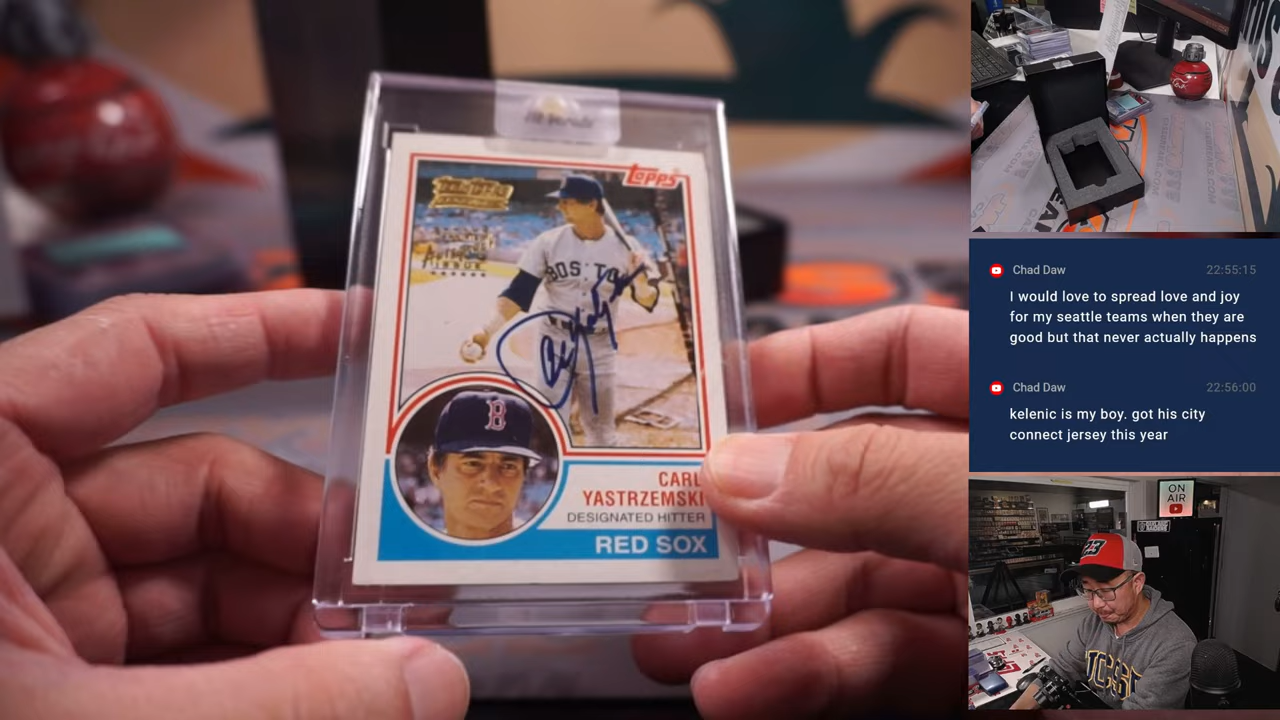 Topps
BOSTON
B
CARL
YASTRZEMSKI
DESIGNATED HITTER
RED SOX
Chad Daw 22:55:15
I would love to spread love and joy
for my seattle teams when they are
good but that never actually happens
Chad Daw 22:56:00
kelenic is my boy. got his city
connect jersey this year
ON
AIR
23
UCSD